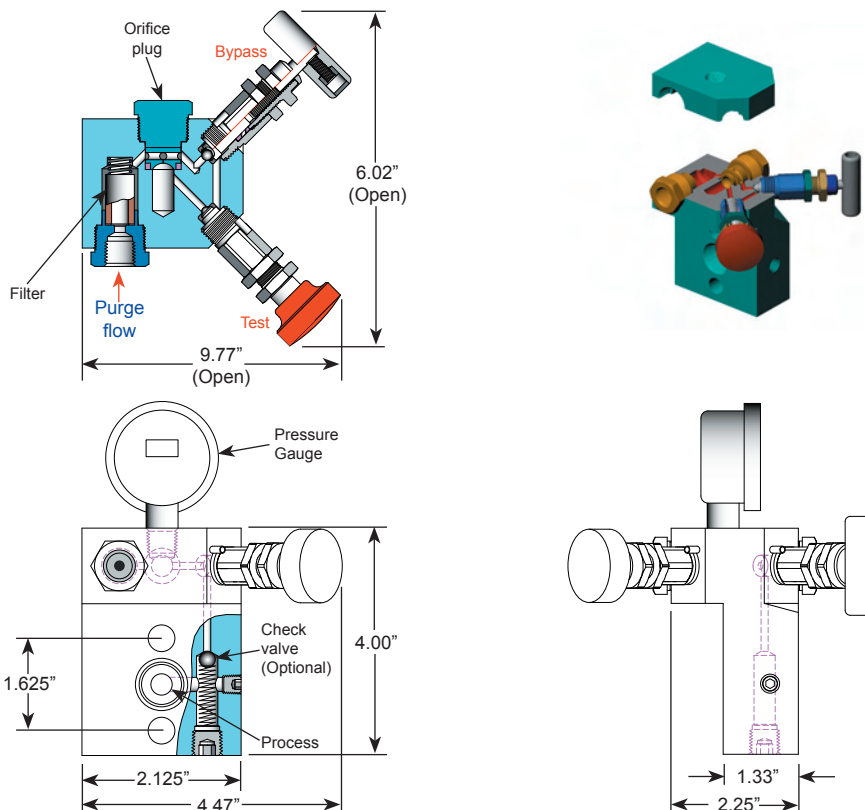 Orifice
plug
Bypass
6.02”
(Open)
Filter
Purge
flow
Test
9.77”
(Open)
Pressure
Gauge
Check
valve
(Optional)
4.00”
1.625”
Process
2.125”
4.47”
1.33”
2.25”